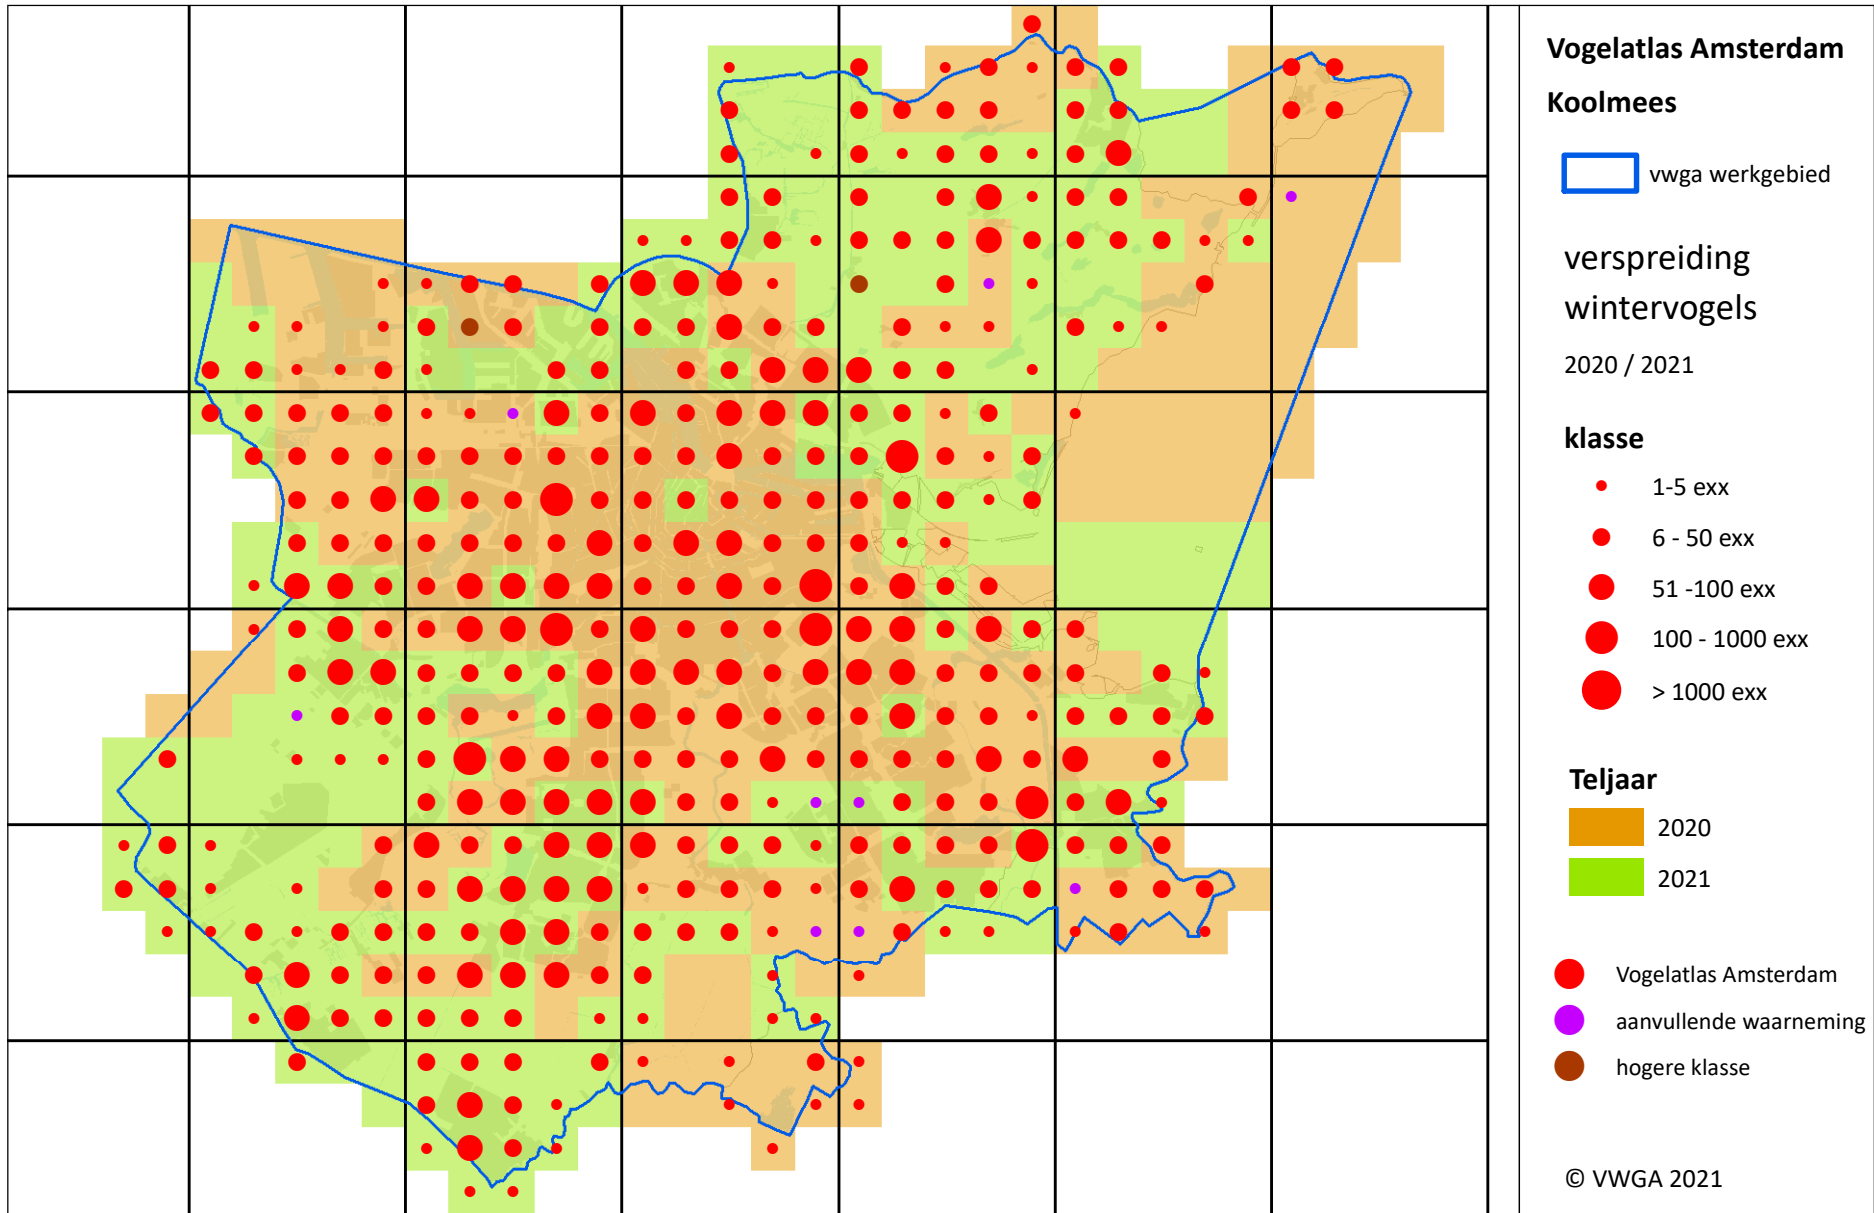 Vogelatlas Amsterdam
Koolmees
vwga werkgebied
verspreiding
wintervogels
2020 / 2021
klasse
1-5 exx
6 - 50 exx
51 -100 exx
100 - 1000 exx
> 1000 exx
Teljaar
2020
2021
Vogelatlas Amsterdam
aanvullende waarneming
hogere klasse
© VWGA 2021